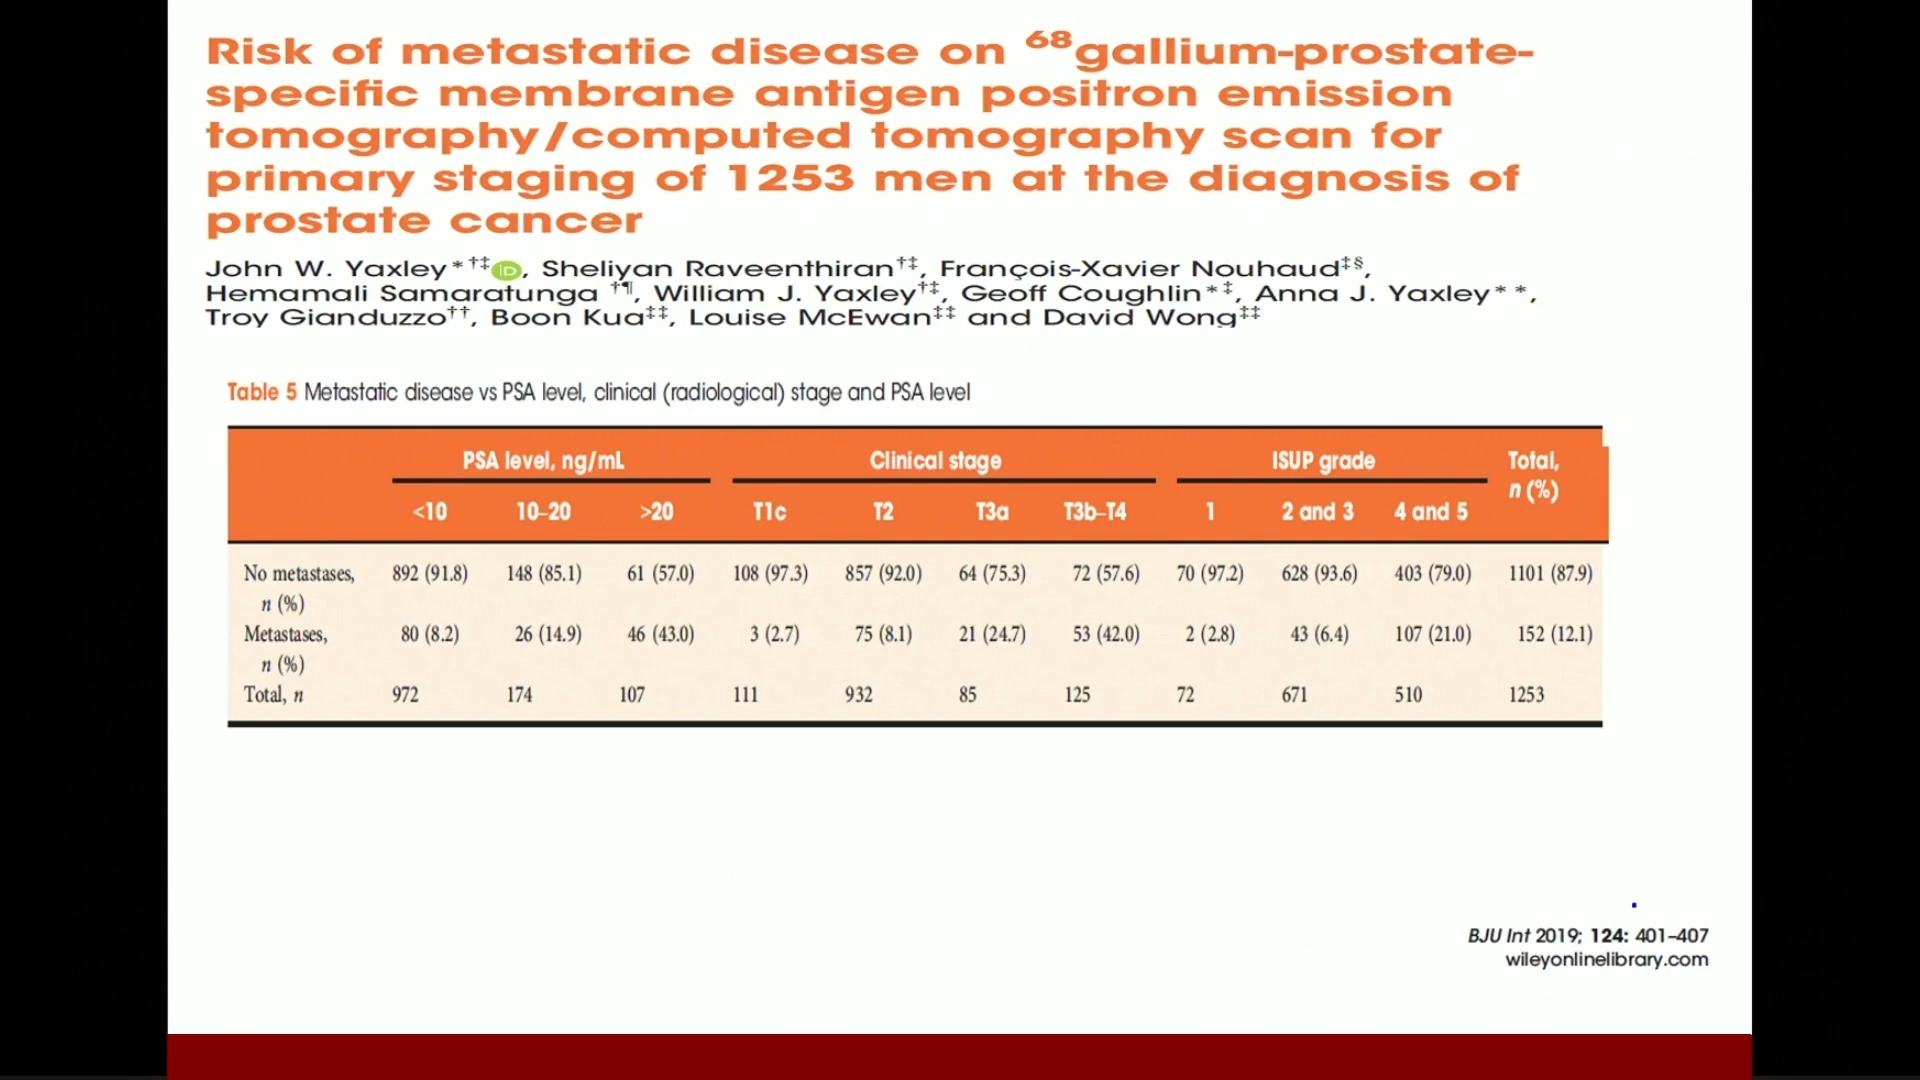 Risk of metastatic disease on ⁶⁸gallium-prostate-
specific membrane antigen positron emission
tomography/computed tomography scan for
primary staging of 1253 men at the diagnosis of
prostate cancer
John W. Yaxley*†‡ iD, Sheliyan Raveenthiran†‡, François-Xavier Nouhaud‡§,
Hemamali Samaratunga †¶, William J. Yaxley†‡, Geoff Coughlin*‡, Anna J. Yaxley**,
Troy Gianduzzo††, Boon Kua‡‡, Louise McEwan‡‡ and David Wong‡‡
Table 5 Metastatic disease vs PSA level, clinical (radiological) stage and PSA level
PSA level, ng/mL Clinical stage ISUP grade Total,
n (%)
<10 10–20 >20 T1c T2 T3a T3b–T4 1 2 and 3 4 and 5
No metastases, 892 (91.8) 148 (85.1) 61 (57.0) 108 (97.3) 857 (92.0) 64 (75.3) 72 (57.6) 70 (97.2) 628 (93.6) 403 (79.0) 1101 (87.9)
n (%)
Metastases, 80 (8.2) 26 (14.9) 46 (43.0) 3 (2.7) 75 (8.1) 21 (24.7) 53 (42.0) 2 (2.8) 43 (6.4) 107 (21.0) 152 (12.1)
n (%)
Total, n 972 174 107 111 932 85 125 72 671 510 1253
BJU Int 2019; 124: 401–407
wileyonlinelibrary.com